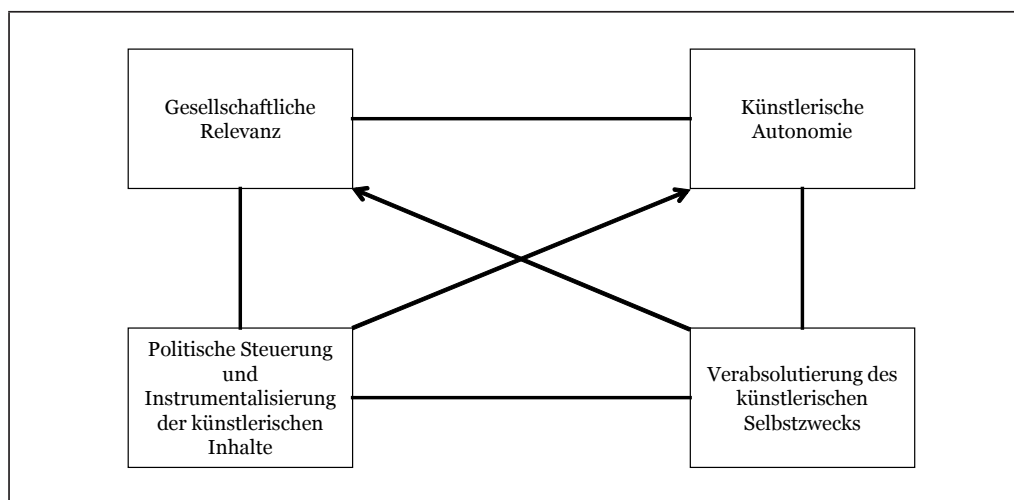 Gesellschaftliche
Relevanz
Künstlerische
Autonomie
Politische Steuerung
und
Instrumentalisierung
der künstlerischen
Inhalte
Verabsolutierung des
künstlerischen
Selbstzwecks